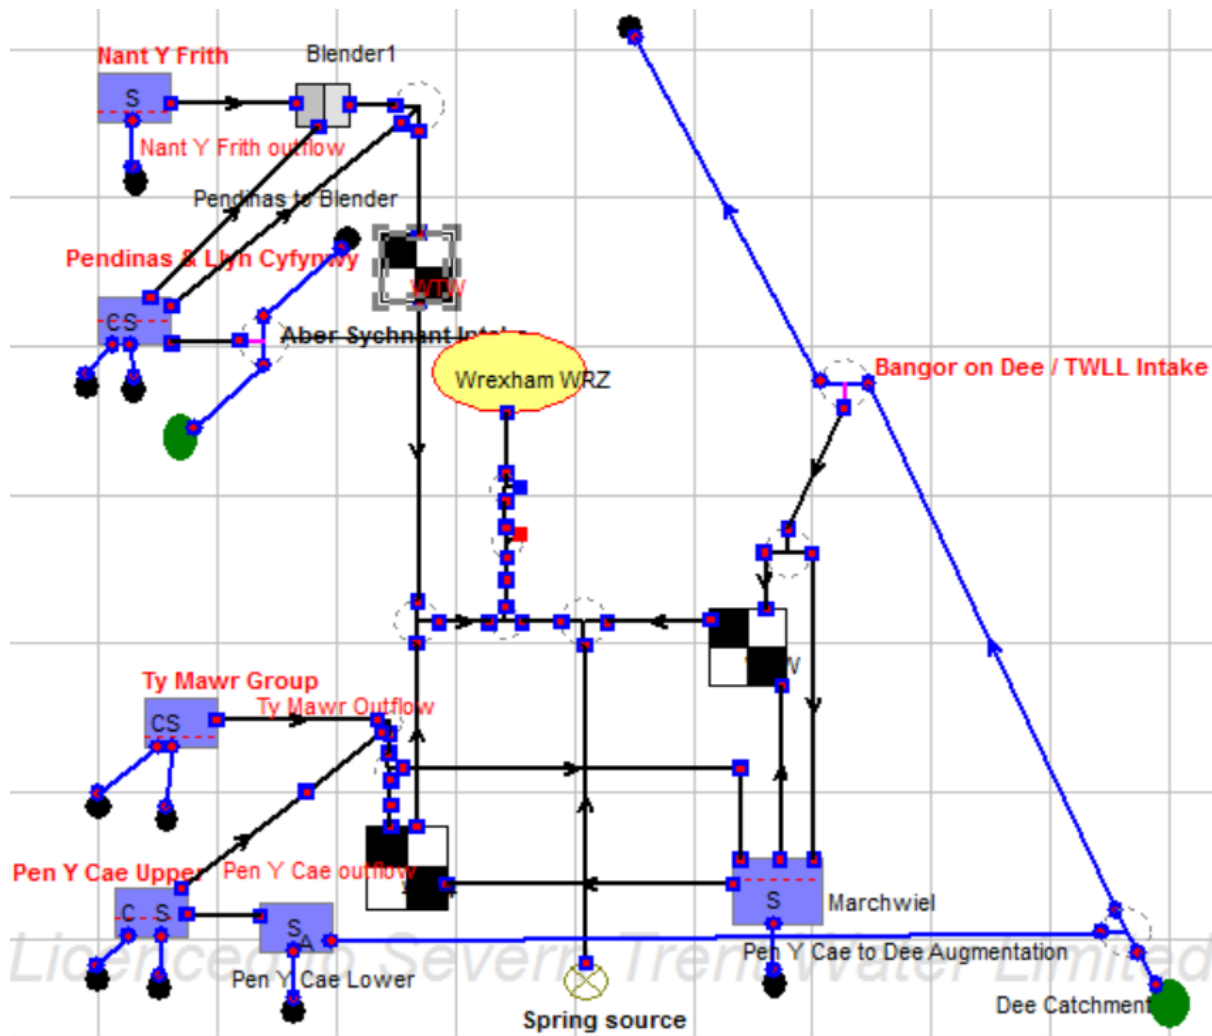 Nant Y Frith
Blender1
S
Nant Y Frith outflow
Pendinas to Blender
Pendinas & Llyn Cyfynwy
WTW
CS
Aber Sychnant Intake
Wrexham WRZ
Bangor on Dee / TWLL Intake
Ty Mawr Group
Ty Mawr Outflow
CS
Pen Y Cae Upper
Pen Y Cae outflow
C S
S
A
S
Marchwiel
Pen Y Cae to Dee Augmentation
Licenced to Severn Trent Water Limited
Pen Y Cae Lower
Dee Catchment
Spring source